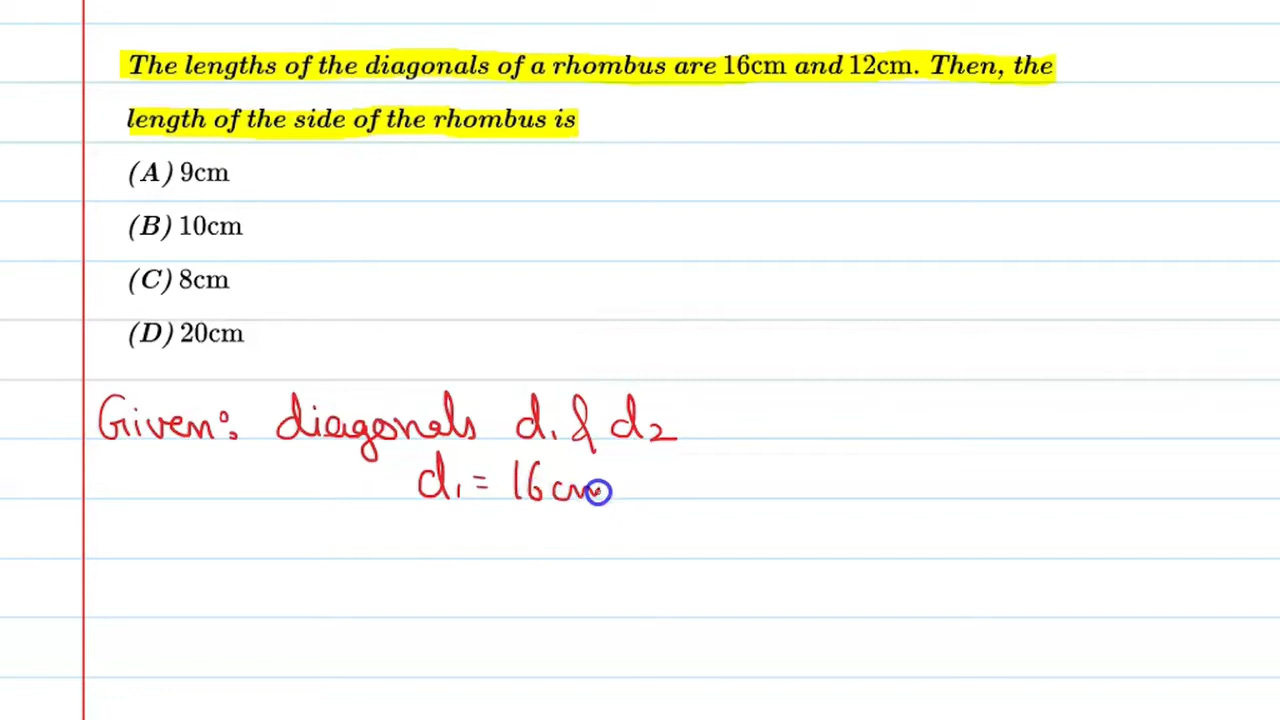 The lengths of the diagonals of a rhombus are 16cm and 12cm. Then, the
length of the side of the rhombus is
(A) 9cm
(B) 10cm
(C) 8cm
(D) 20cm
Given: diagonals d₁ & d₂
d₁ = 16cm